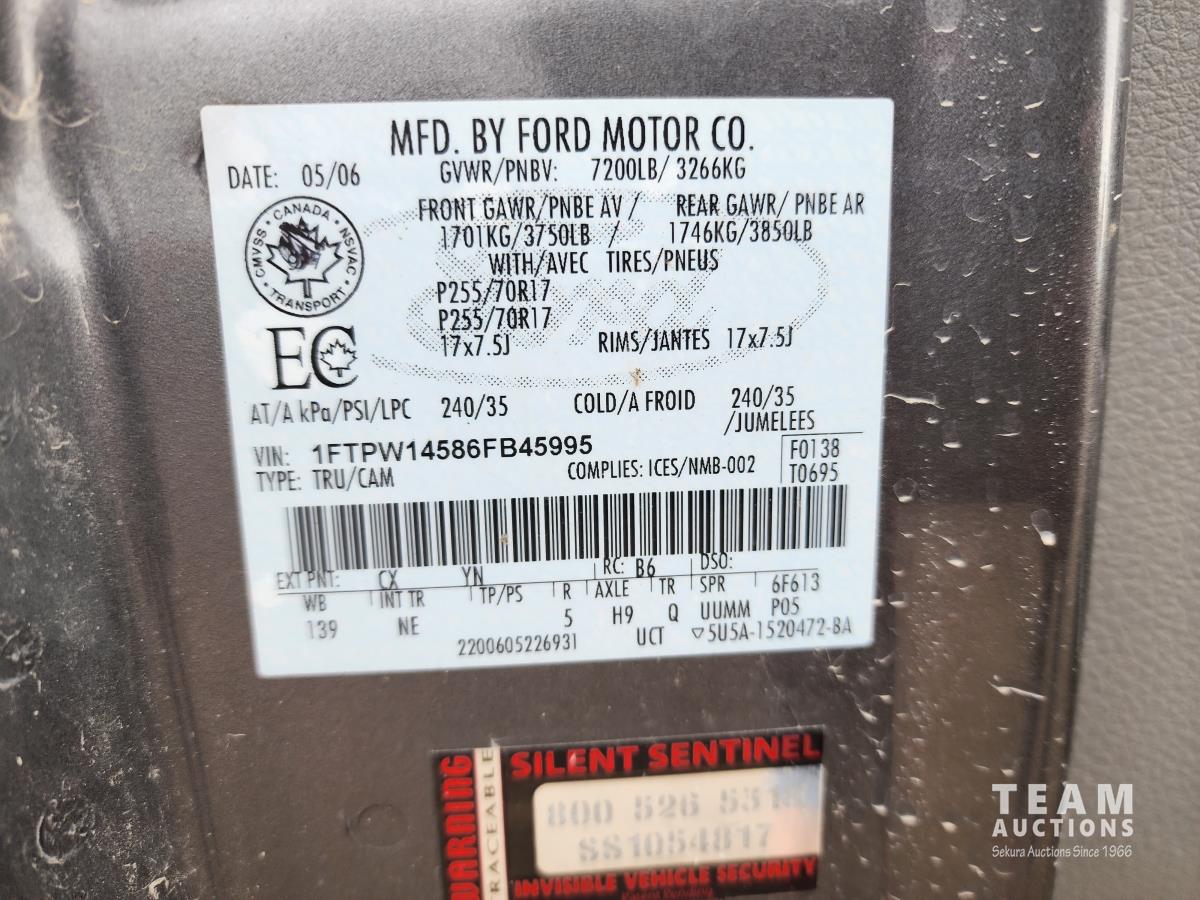 MFD. BY FORD MOTOR CO.
DATE: 05/06 GVWR/PNBV: 7200LB/ 3266KG
FRONT GAWR/PNBE AV / REAR GAWR/ PNBE AR
1701KG/3750LB / 1746KG/3850LB
WITH/AVEC TIRES/PNEUS
P255/70R17
P255/70R17
17x7.5J RIMS/JANTES 17x7.5J
CANADA
CMVSS · NSVAC
TRANSPORT
EC
AT/A kPa/PSI/LPC 240/35 COLD/A FROID 240/35
/JUMELEES
VIN: 1FTPW14586FB45995 F0138
TYPE: TRU/CAM COMPLIES: ICES/NMB-002 T0695
EXT PNT: CX YN RC: B6 DSO:
WB INT TR TP/PS R AXLE TR SPR 6F613
139 NE 5 H9 Q UUMM P05
2200605226931 UCT 5U5A-1520472-BA
WARNING
TRACEABLE
SILENT SENTINEL
800 526 55
SS1054817
INVISIBLE VEHICLE SECURITY
Patent Pending
TEAM
AUCTIONS
Sekura Auctions Since 1966